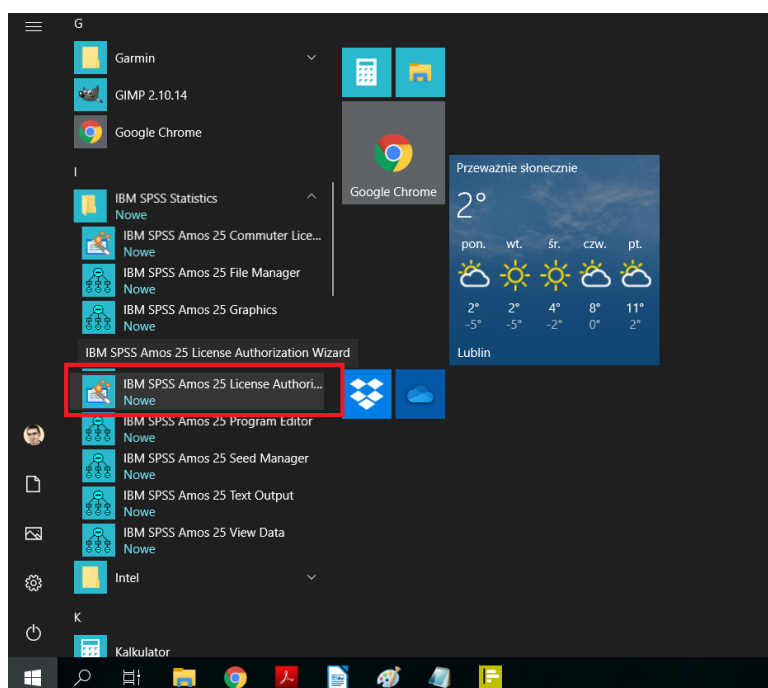 G
Garmin
GIMP 2.10.14
Google Chrome
I
IBM SPSS Statistics
Nowe
IBM SPSS Amos 25 Commuter Lice...
Nowe
IBM SPSS Amos 25 File Manager
Nowe
IBM SPSS Amos 25 Graphics
Nowe
IBM SPSS Amos 25 License Authorization Wizard
IBM SPSS Amos 25 License Authori...
Nowe
IBM SPSS Amos 25 Program Editor
Nowe
IBM SPSS Amos 25 Seed Manager
Nowe
IBM SPSS Amos 25 Text Output
Nowe
IBM SPSS Amos 25 View Data
Nowe
Intel
K
Kalkulator
Google Chrome
Przeważnie słonecznie
2°
pon. wt. śr. czw. pt.
2° 2° 4° 8° 11°
-5° -5° -2° 0° 2°
Lublin